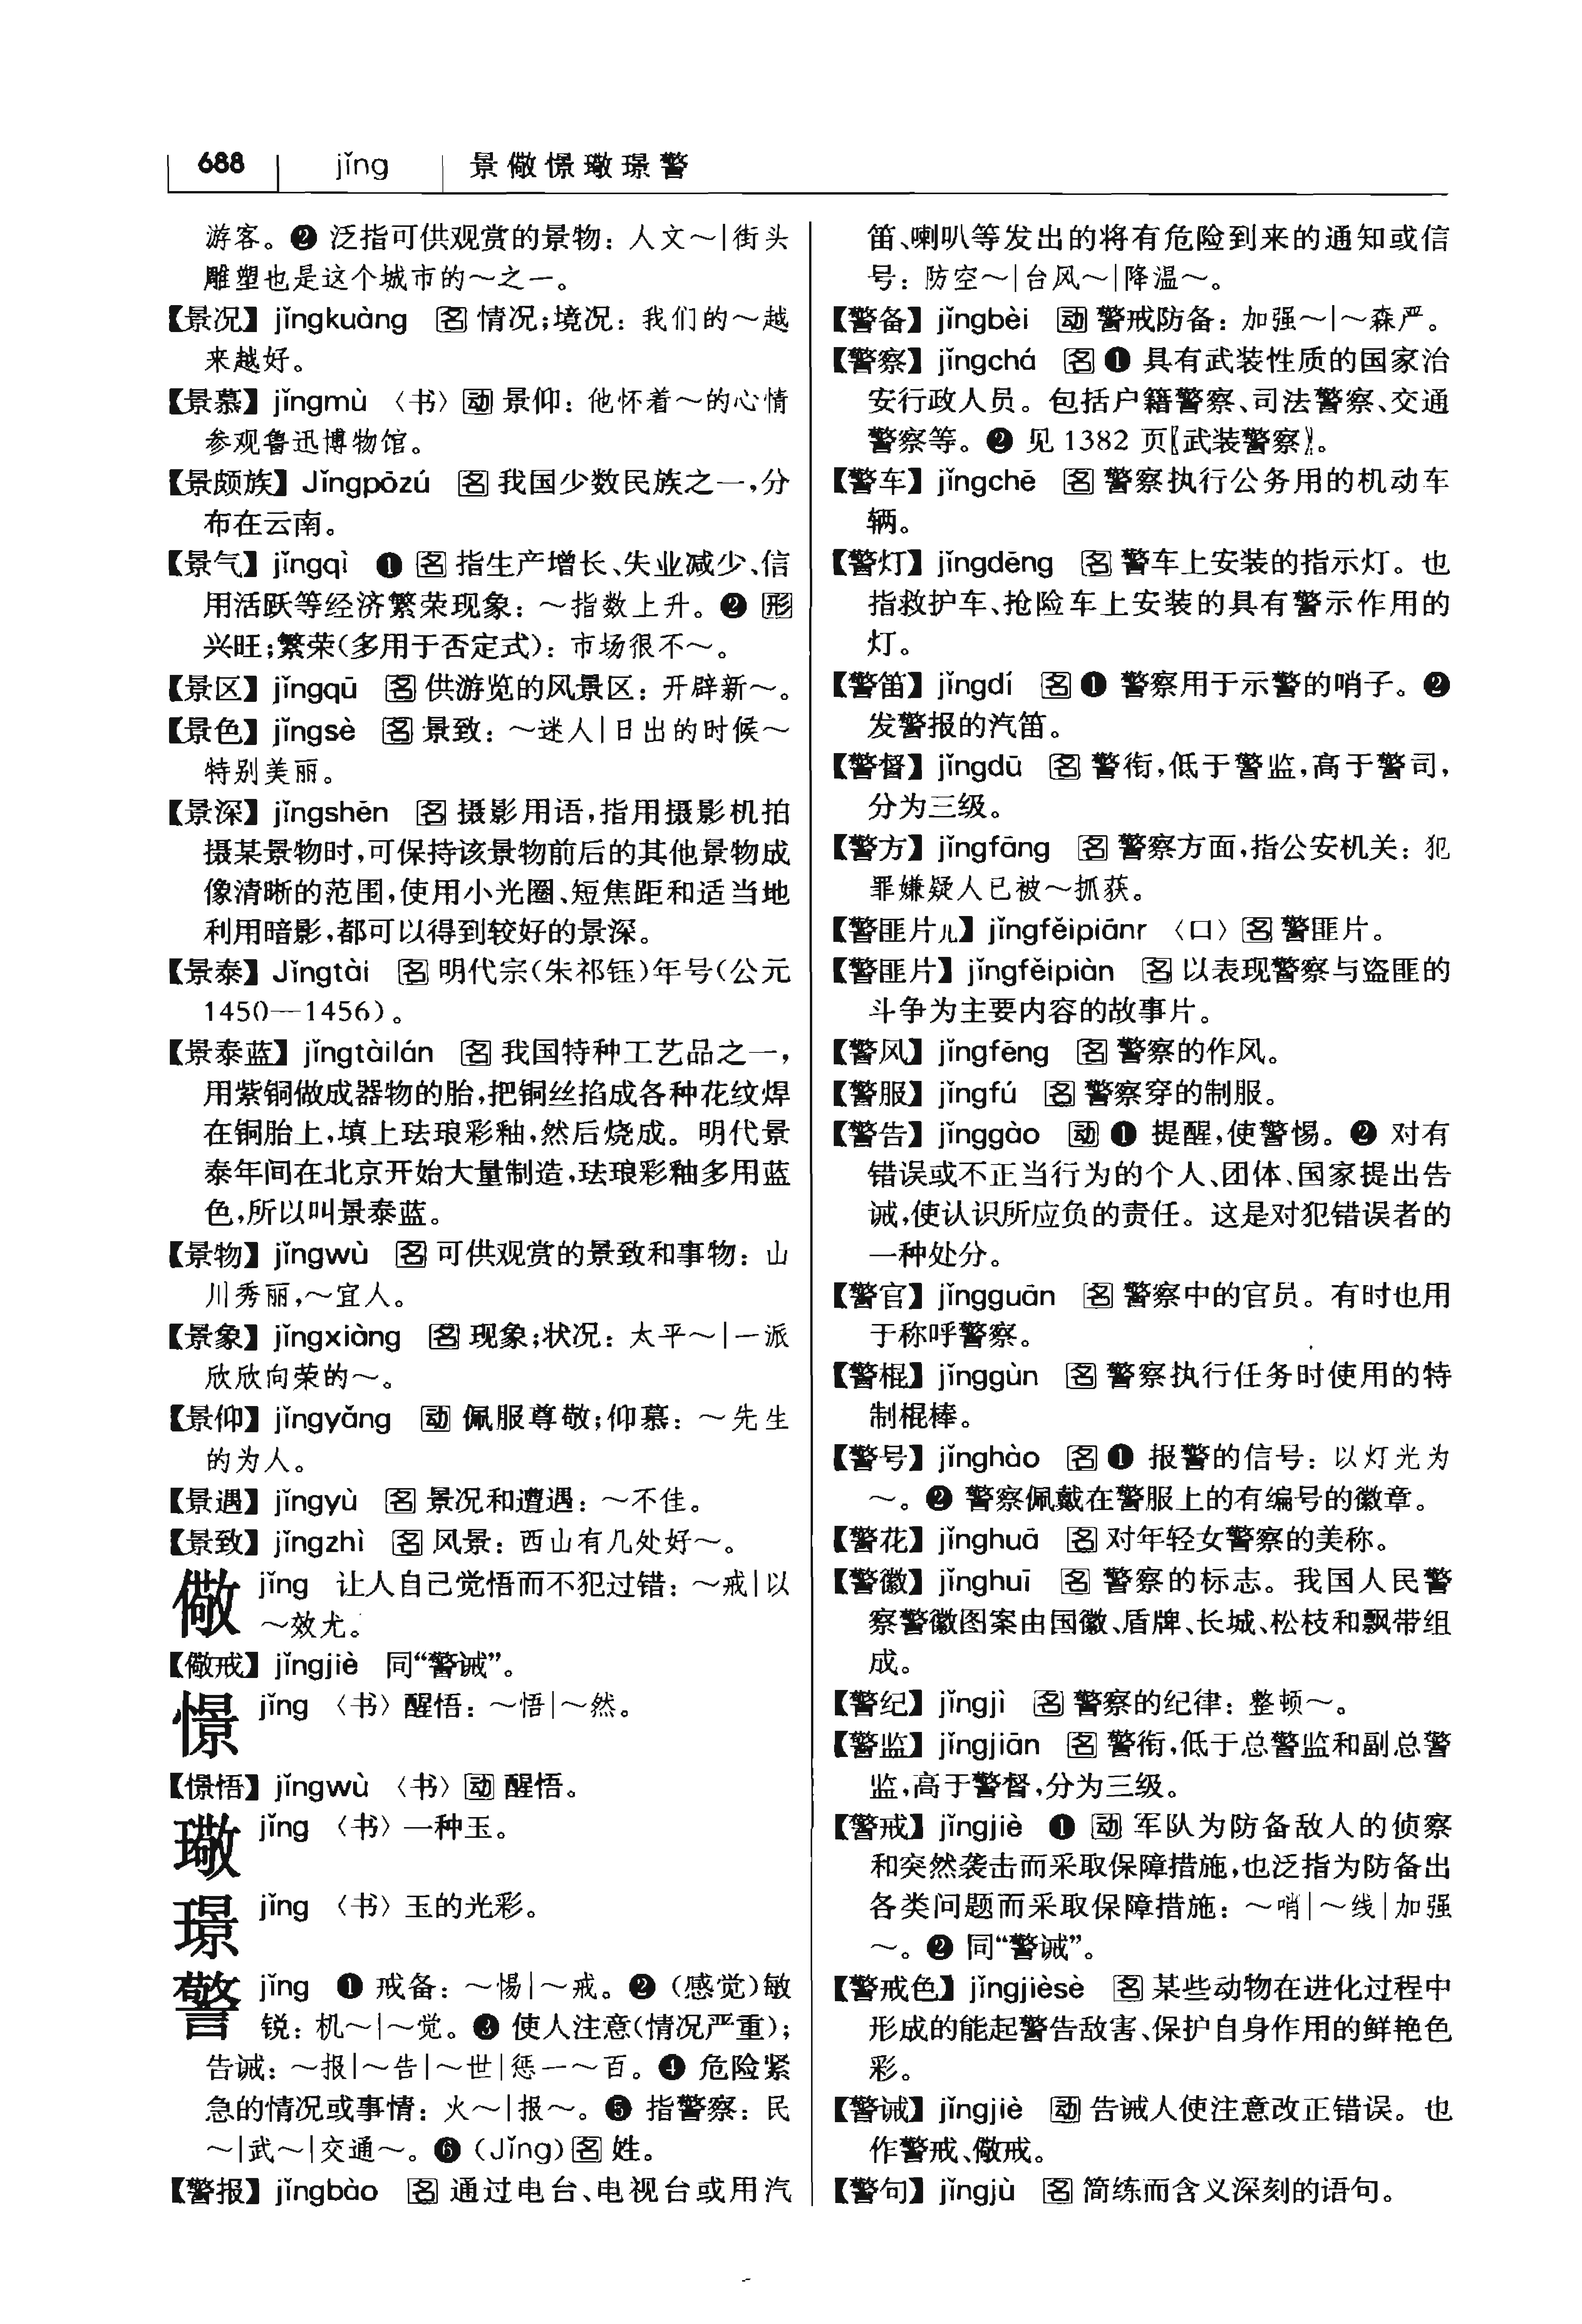 688 jǐng 景儆憬璥璟警
游客。❷ 泛指可供观赏的景物：人文～|街头
雕塑也是这个城市的～之一。
【景况】jǐngkuàng 名 情况；境况：我们的～越
来越好。
【景慕】jǐngmù 〈书〉动 景仰：他怀着～的心情
参观鲁迅博物馆。
【景颇族】Jǐngpōzú 名 我国少数民族之一，分
布在云南。
【景气】jǐngqì ❶ 名 指生产增长、失业减少、信
用活跃等经济繁荣现象：～指数上升。❷ 形
兴旺；繁荣（多用于否定式）：市场很不～。
【景区】jǐngqū 名 供游览的风景区：开辟新～。
【景色】jǐngsè 名 景致：～迷人|日出的时候～
特别美丽。
【景深】jǐngshēn 名 摄影用语，指用摄影机拍
摄某景物时，可保持该景物前后的其他景物成
像清晰的范围，使用小光圈、短焦距和适当地
利用暗影，都可以得到较好的景深。
【景泰】Jǐngtài 名 明代宗（朱祁钰）年号（公元
1450—1456）。
【景泰蓝】jǐngtàilán 名 我国特种工艺品之一，
用紫铜做成器物的胎，把铜丝掐成各种花纹焊
在铜胎上，填上珐琅彩釉，然后烧成。明代景
泰年间在北京开始大量制造，珐琅彩釉多用蓝
色，所以叫景泰蓝。
【景物】jǐngwù 名 可供观赏的景致和事物：山
川秀丽，～宜人。
【景象】jǐngxiàng 名 现象；状况：太平～|一派
欣欣向荣的～。
【景仰】jǐngyǎng 动 佩服尊敬；仰慕：～先生
的为人。
【景遇】jǐngyù 名 景况和遭遇：～不佳。
【景致】jǐngzhì 名 风景：西山有几处好～。
儆 jǐng 让人自己觉悟而不犯过错：～戒|以
～效尤。
【儆戒】jǐngjiè 同“警诫”。
憬 jǐng 〈书〉醒悟：～悟|～然。
【憬悟】jǐngwù 〈书〉动 醒悟。
璥 jǐng 〈书〉一种玉。
璟 jǐng 〈书〉玉的光彩。
警 jǐng ❶ 戒备：～惕|～戒。❷（感觉）敏
锐：机～|～觉。❸ 使人注意（情况严重）；
告诫：～报|～告|～世|惩一～百。❹ 危险紧
急的情况或事情：火～|报～。❺ 指警察：民
～|武～|交通～。❻（Jǐng）名 姓。
【警报】jǐngbào 名 通过电台、电视台或用汽
笛、喇叭等发出的将有危险到来的通知或信
号：防空～|台风～|降温～。
【警备】jǐngbèi 动 警戒防备：加强～|～森严。
【警察】jǐngchá 名 ❶ 具有武装性质的国家治
安行政人员。包括户籍警察、司法警察、交通
警察等。❷ 见 1382 页〖武装警察〗。
【警车】jǐngchē 名 警察执行公务用的机动车
辆。
【警灯】jǐngdēng 名 警车上安装的指示灯。也
指救护车、抢险车上安装的具有警示作用的
灯。
【警笛】jǐngdí 名 ❶ 警察用于示警的哨子。❷
发警报的汽笛。
【警督】jǐngdū 名 警衔，低于警监，高于警司，
分为三级。
【警方】jǐngfāng 名 警察方面，指公安机关：犯
罪嫌疑人已被～抓获。
【警匪片儿】jǐngfěipiānr 〈口〉名 警匪片。
【警匪片】jǐngfěipiàn 名 以表现警察与盗匪的
斗争为主要内容的故事片。
【警风】jǐngfēng 名 警察的作风。
【警服】jǐngfú 名 警察穿的制服。
【警告】jǐnggào 动 ❶ 提醒，使警惕。❷ 对有
错误或不正当行为的个人、团体、国家提出告
诫，使认识所应负的责任。这是对犯错误者的
一种处分。
【警官】jǐngguān 名 警察中的官员。有时也用
于称呼警察。
【警棍】jǐnggùn 名 警察执行任务时使用的特
制棍棒。
【警号】jǐnghào 名 ❶ 报警的信号：以灯光为
～。❷ 警察佩戴在警服上的有编号的徽章。
【警花】jǐnghuā 名 对年轻女警察的美称。
【警徽】jǐnghuī 名 警察的标志。我国人民警
察警徽图案由国徽、盾牌、长城、松枝和飘带组
成。
【警纪】jǐngjì 名 警察的纪律：整顿～。
【警监】jǐngjiān 名 警衔，低于总警监和副总警
监，高于警督，分为三级。
【警戒】jǐngjiè ❶ 动 军队为防备敌人的侦察
和突然袭击而采取保障措施，也泛指为防备出
各类问题而采取保障措施：～哨|～线|加强
～。❷ 同“警诫”。
【警戒色】jǐngjièsè 名 某些动物在进化过程中
形成的能起警告敌害、保护自身作用的鲜艳色
彩。
【警诫】jǐngjiè 动 告诫人使注意改正错误。也
作警戒、儆戒。
【警句】jǐngjù 名 简练而含义深刻的语句。